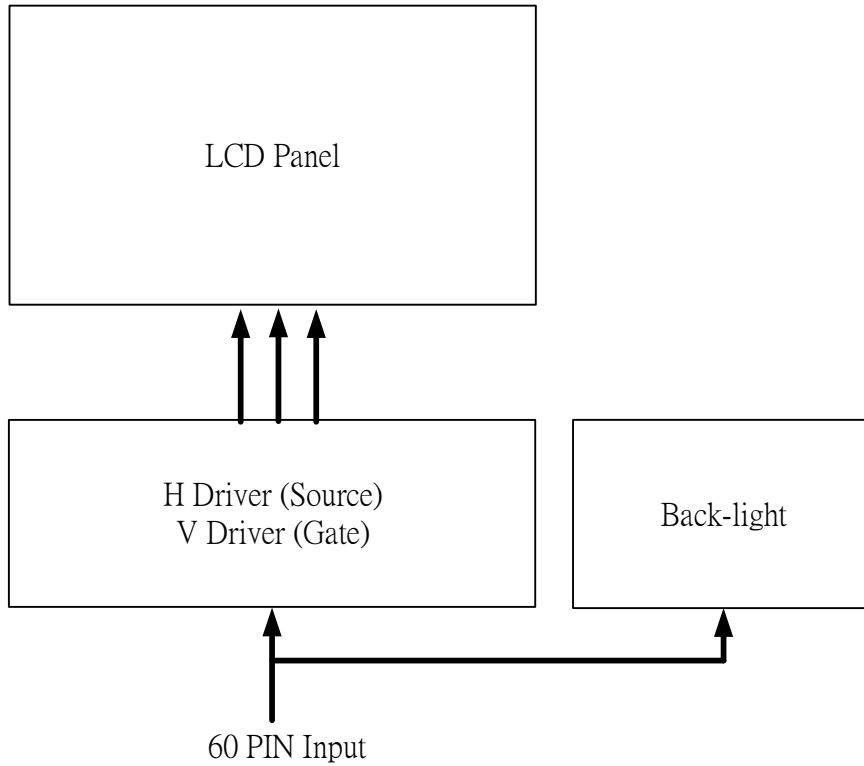 LCD Panel
H Driver (Source)
V Driver (Gate)
Back-light
60 PIN Input